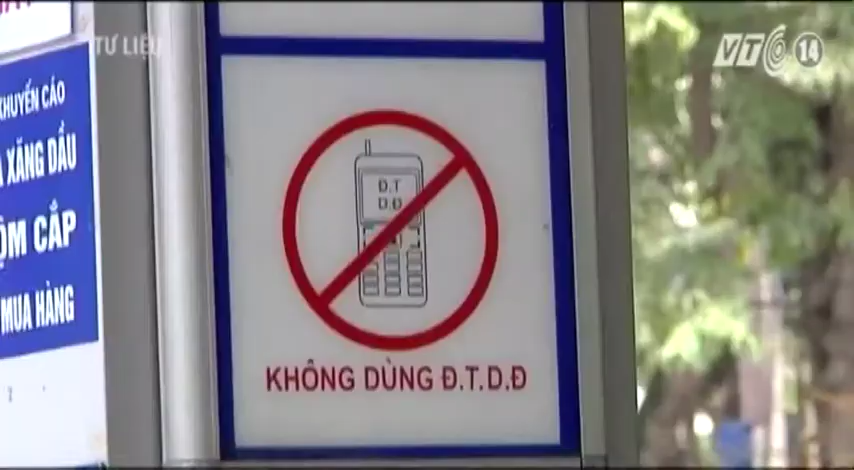 TƯ LIỆU
VTC 14
KHUYẾN CÁO
XĂNG DẦU
CẮP
MUA HÀNG
Đ.T
D.Đ
KHÔNG DÙNG Đ.T.D.Đ